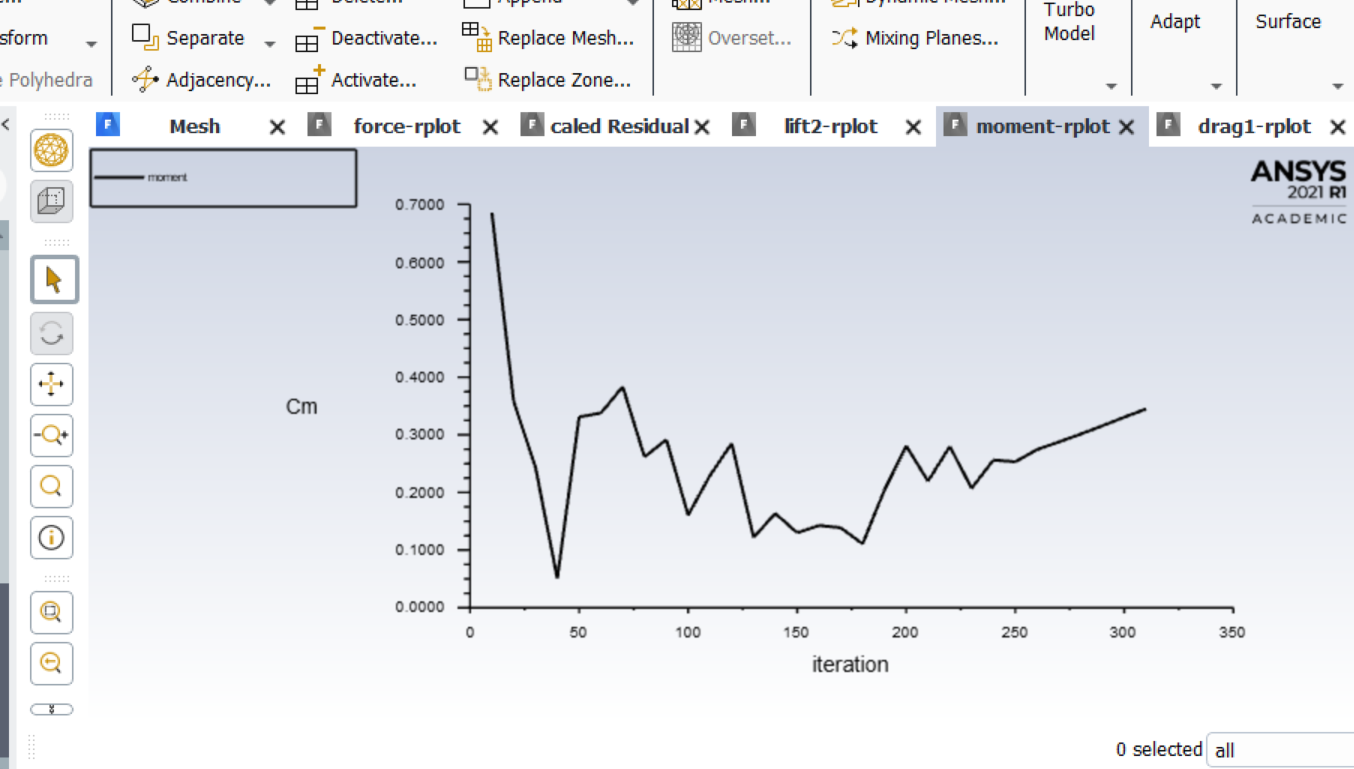 Turbo
Model
Adapt
Surface
sform
Separate
Deactivate...
Replace Mesh...
Overset...
Mixing Planes...
Polyhedra
Adjacency...
Activate...
Replace Zone...
Mesh
force-rplot
caled Residual
lift2-rplot
moment-rplot
drag1-rplot
moment
ANSYS
2021 R1
ACADEMIC
0.7000
0.6000
0.5000
0.4000
Cm
0.3000
0.2000
0.1000
0.0000
0 50 100 150 200 250 300 350
iteration
0 selected all